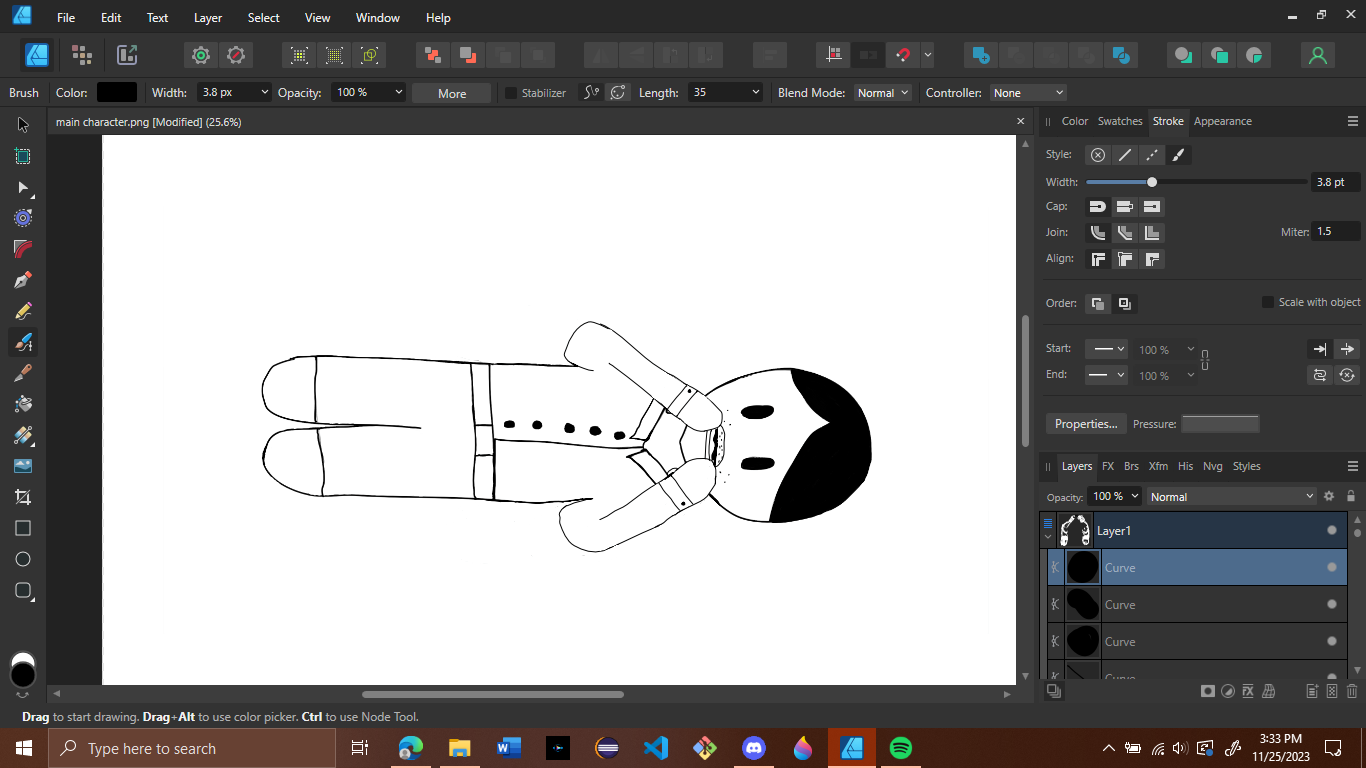 File Edit Text Layer Select View Window Help
Brush Color: Width: 3.8 px Opacity: 100 % More Stabilizer Length: 35 Blend Mode: Normal Controller: None
main character.png [Modified] (25.6%)
Color Swatches Stroke Appearance
Style:
Width: 3.8 pt
Cap:
Join: Miter: 1.5
Align:
Order: Scale with object
Start: 100 %
End: 100 %
Properties... Pressure:
Layers FX Brs Xfm His Nvg Styles
Opacity: 100 % Normal
Layer1
Curve
Curve
Curve
Curve
Drag to start drawing. Drag+Alt to use color picker. Ctrl to use Node Tool.
Type here to search
3:33 PM
11/25/2023